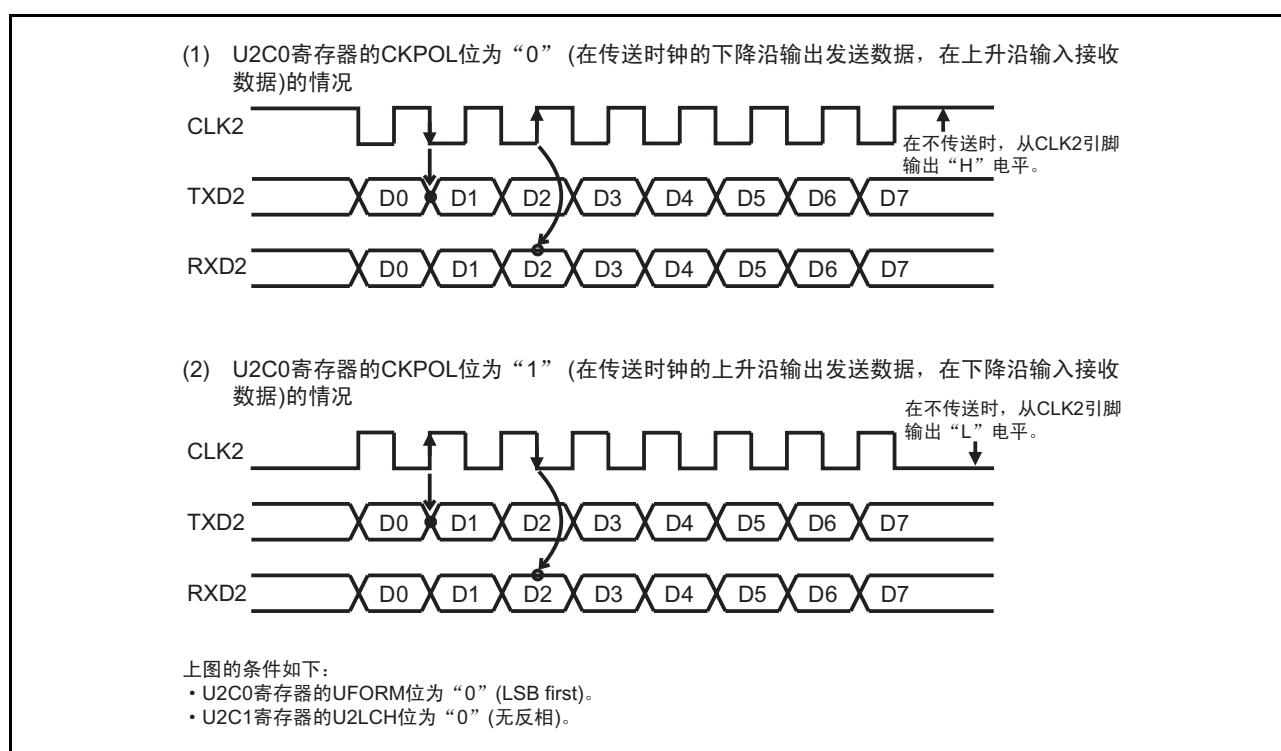 (1) U2C0寄存器的CKPOL位为“0” (在传送时钟的下降沿输出发送数据，在上升沿输入接收
数据)的情况
CLK2
在不传送时，从CLK2引脚
输出“H”电平。
TXD2 D0 D1 D2 D3 D4 D5 D6 D7
RXD2 D0 D1 D2 D3 D4 D5 D6 D7
(2) U2C0寄存器的CKPOL位为“1” (在传送时钟的上升沿输出发送数据，在下降沿输入接收
数据)的情况
在不传送时，从CLK2引脚
输出“L”电平。
CLK2
TXD2 D0 D1 D2 D3 D4 D5 D6 D7
RXD2 D0 D1 D2 D3 D4 D5 D6 D7
上图的条件如下：
•U2C0寄存器的UFORM位为“0”(LSB first)。
•U2C1寄存器的U2LCH位为“0”(无反相)。